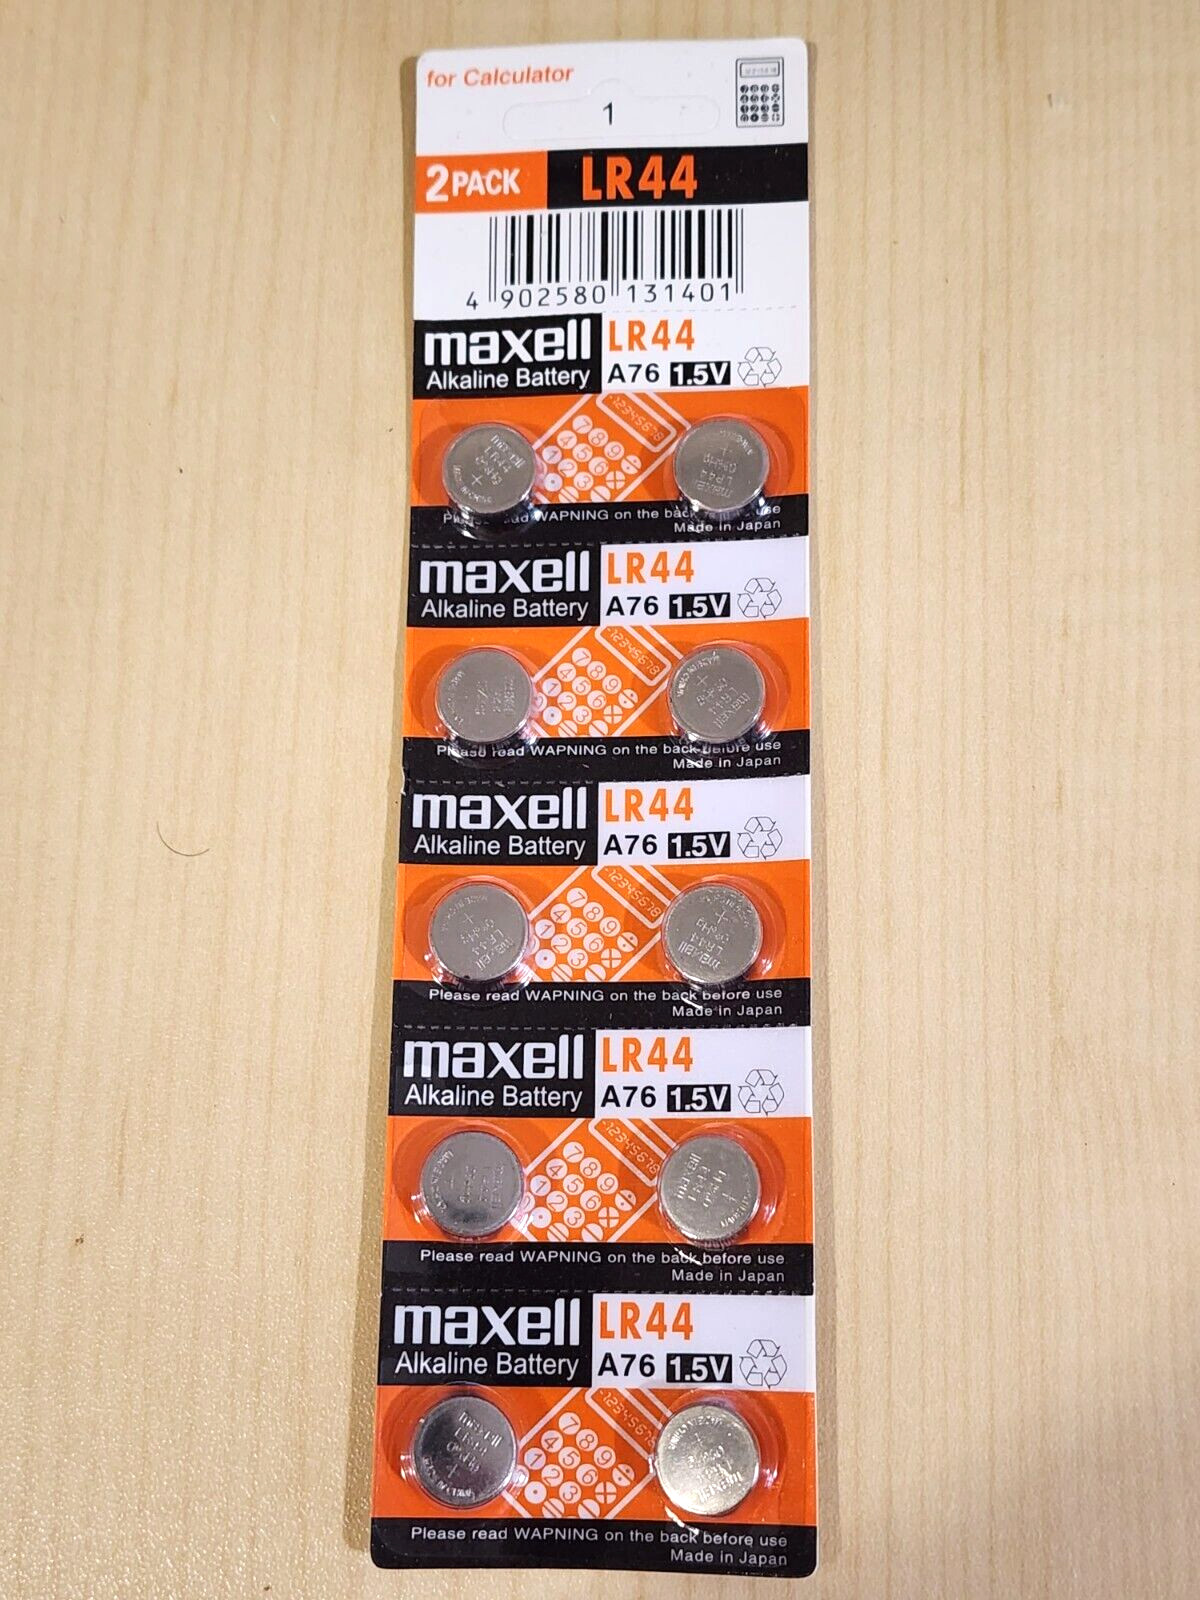 for Calculator
1
2PACK LR44
4 902580 131401
maxell LR44
Alkaline Battery A76 1.5V
Please read WAPNING on the back before use
Made in Japan
maxell LR44
Alkaline Battery A76 1.5V
Please read WAPNING on the back before use
Made in Japan
maxell LR44
Alkaline Battery A76 1.5V
maxell
LR44
Please read WAPNING on the back before use
Made in Japan
maxell LR44
Alkaline Battery A76 1.5V
Please read WAPNING on the back before use
Made in Japan
maxell LR44
Alkaline Battery A76 1.5V
Please read WAPNING on the back before use
Made in Japan